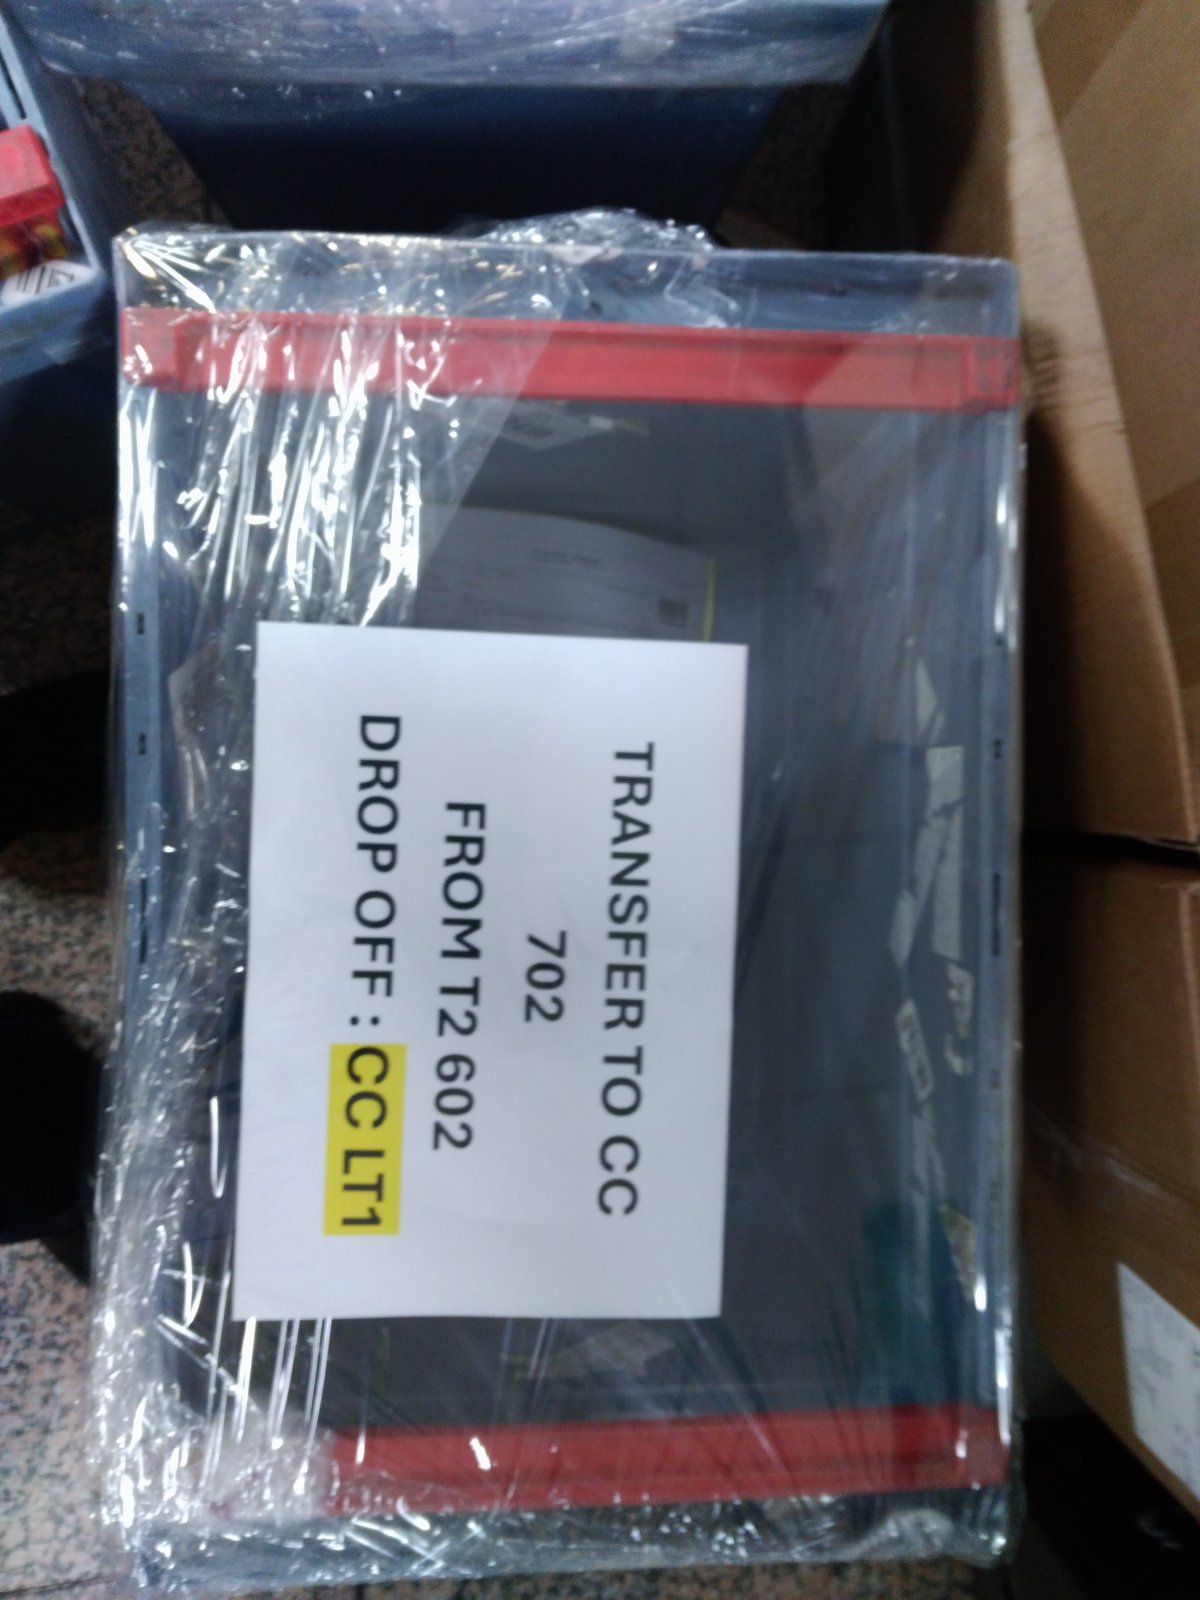 TRANSFER TO CC
702
FROM T2 602
DROP OFF : CC LT1